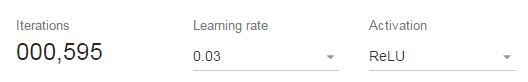 Iterations
000,595
Learning rate
0.03
Activation
ReLU